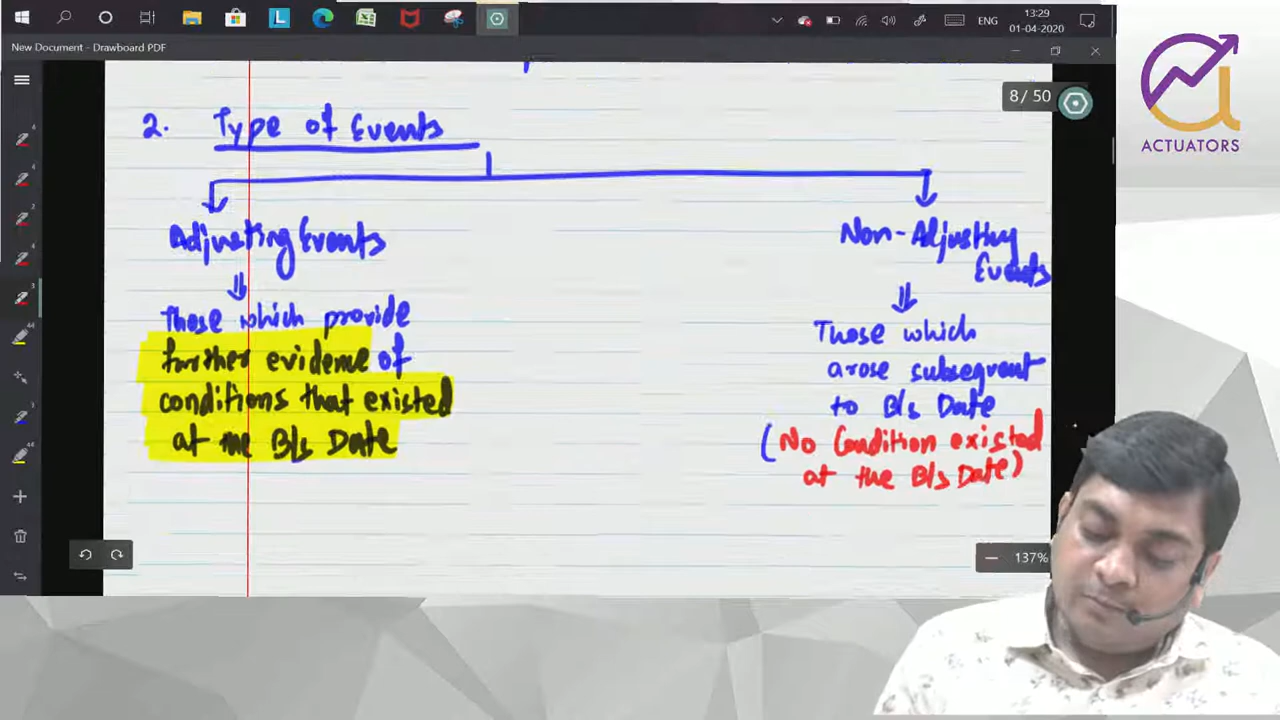 13:29
ENG
01-04-2020
New Document - Drawboard PDF
8 / 50
ACTUATORS
2. Type of Events
Adjusting Events
Non-Adjusting
Events
Those which provide
further evidence of
conditions that existed
at the B/s Date
Those which
arose subsequent
to B/s Date
(No Condition existed
at the B/s Date)
137%